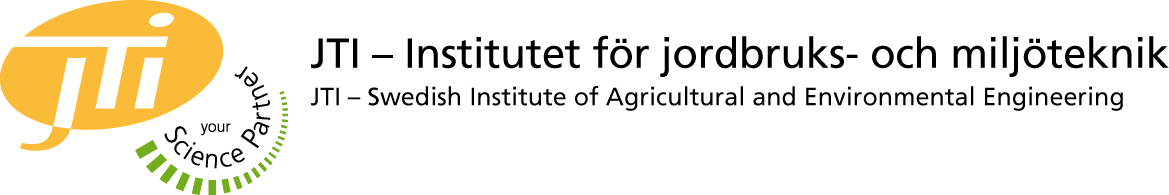 JTI
your
Science Partner
JTI – Institutet för jordbruks- och miljöteknik
JTI – Swedish Institute of Agricultural and Environmental Engineering